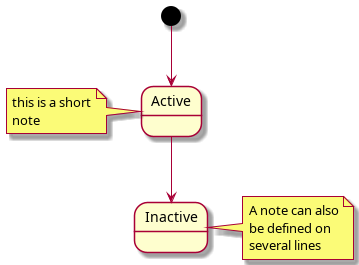 Active
this is a short
note
Inactive
A note can also
be defined on
several lines